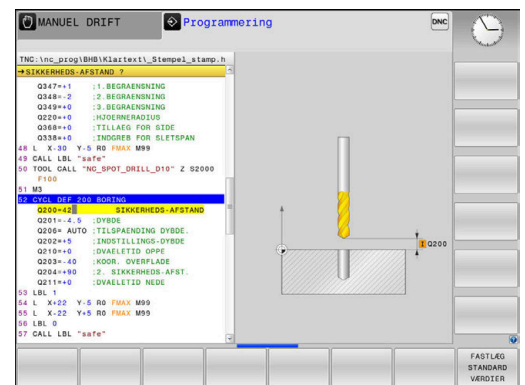 MANUEL DRIFT
Programmering
DNC
TNC:\nc_prog\BHB\Klartext\_Stempel_stamp.h
→SIKKERHEDS-AFSTAND ?
Q347=+1 ;1.BEGRAENSNING
Q348=-2 ;2.BEGRAENSNING
Q349=+0 ;3.BEGRAENSNING
Q220=+0 ;HJOERNERADIUS
Q368=+0 ;TILLAEG FOR SIDE
Q338=+0 ;INDGREB FOR SLETSPAN
48 L X-30 Y-5 R0 FMAX M99
49 CALL LBL "safe"
50 TOOL CALL "NC_SPOT_DRILL_D10" Z S2000
F100
51 M3
52 CYCL DEF 200 BORING
Q200=42 SIKKERHEDS-AFSTAND
Q201=-4.5 ;DYBDE
Q206= AUTO ;TILSPAENDING DYBDE.
Q202=+5 ;INDSTILLINGS-DYBDE
Q210=+0 ;DVAELETID OPPE
Q203=-40 ;KOOR. OVERFLADE
Q204=+90 ;2. SIKKERHEDS-AFST.
Q211=+0 ;DVAELETID NEDE
53 LBL 1
54 L X+22 Y-5 R0 FMAX M99
55 L X-22 Y+5 R0 FMAX M99
56 LBL 0
57 CALL LBL "safe"
I Q200
FASTLÆG
STANDARD
VÆRDIER